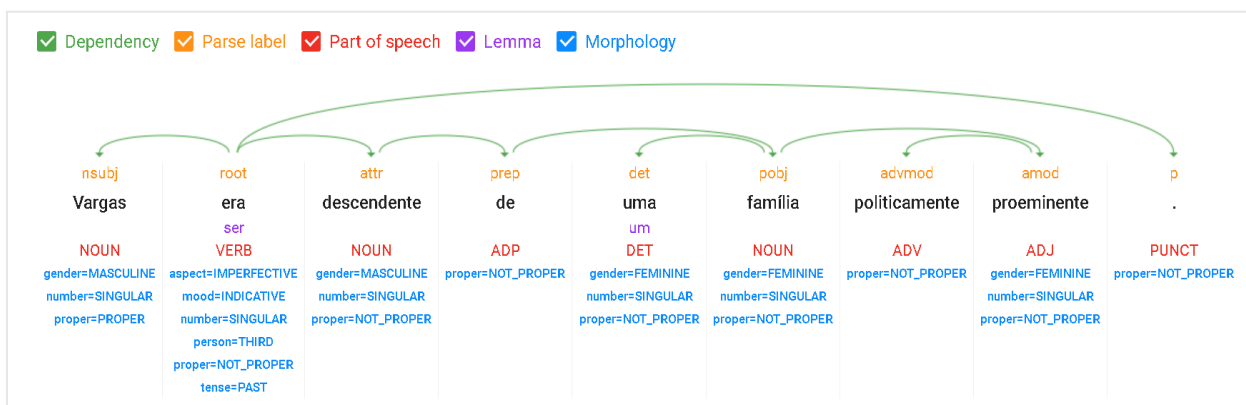 Dependency Parse label Part of speech Lemma Morphology
nsubj root attr prep det pobj advmod amod p
Vargas era descendente de uma família politicamente proeminente .
ser um
NOUN VERB NOUN ADP DET NOUN ADV ADJ PUNCT
gender=MASCULINE aspect=IMPERFECTIVE gender=MASCULINE proper=NOT_PROPER gender=FEMININE gender=FEMININE proper=NOT_PROPER gender=FEMININE proper=NOT_PROPER
number=SINGULAR mood=INDICATIVE number=SINGULAR number=SINGULAR number=SINGULAR number=SINGULAR
proper=PROPER number=SINGULAR proper=NOT_PROPER proper=NOT_PROPER proper=NOT_PROPER proper=NOT_PROPER
person=THIRD
proper=NOT_PROPER
tense=PAST